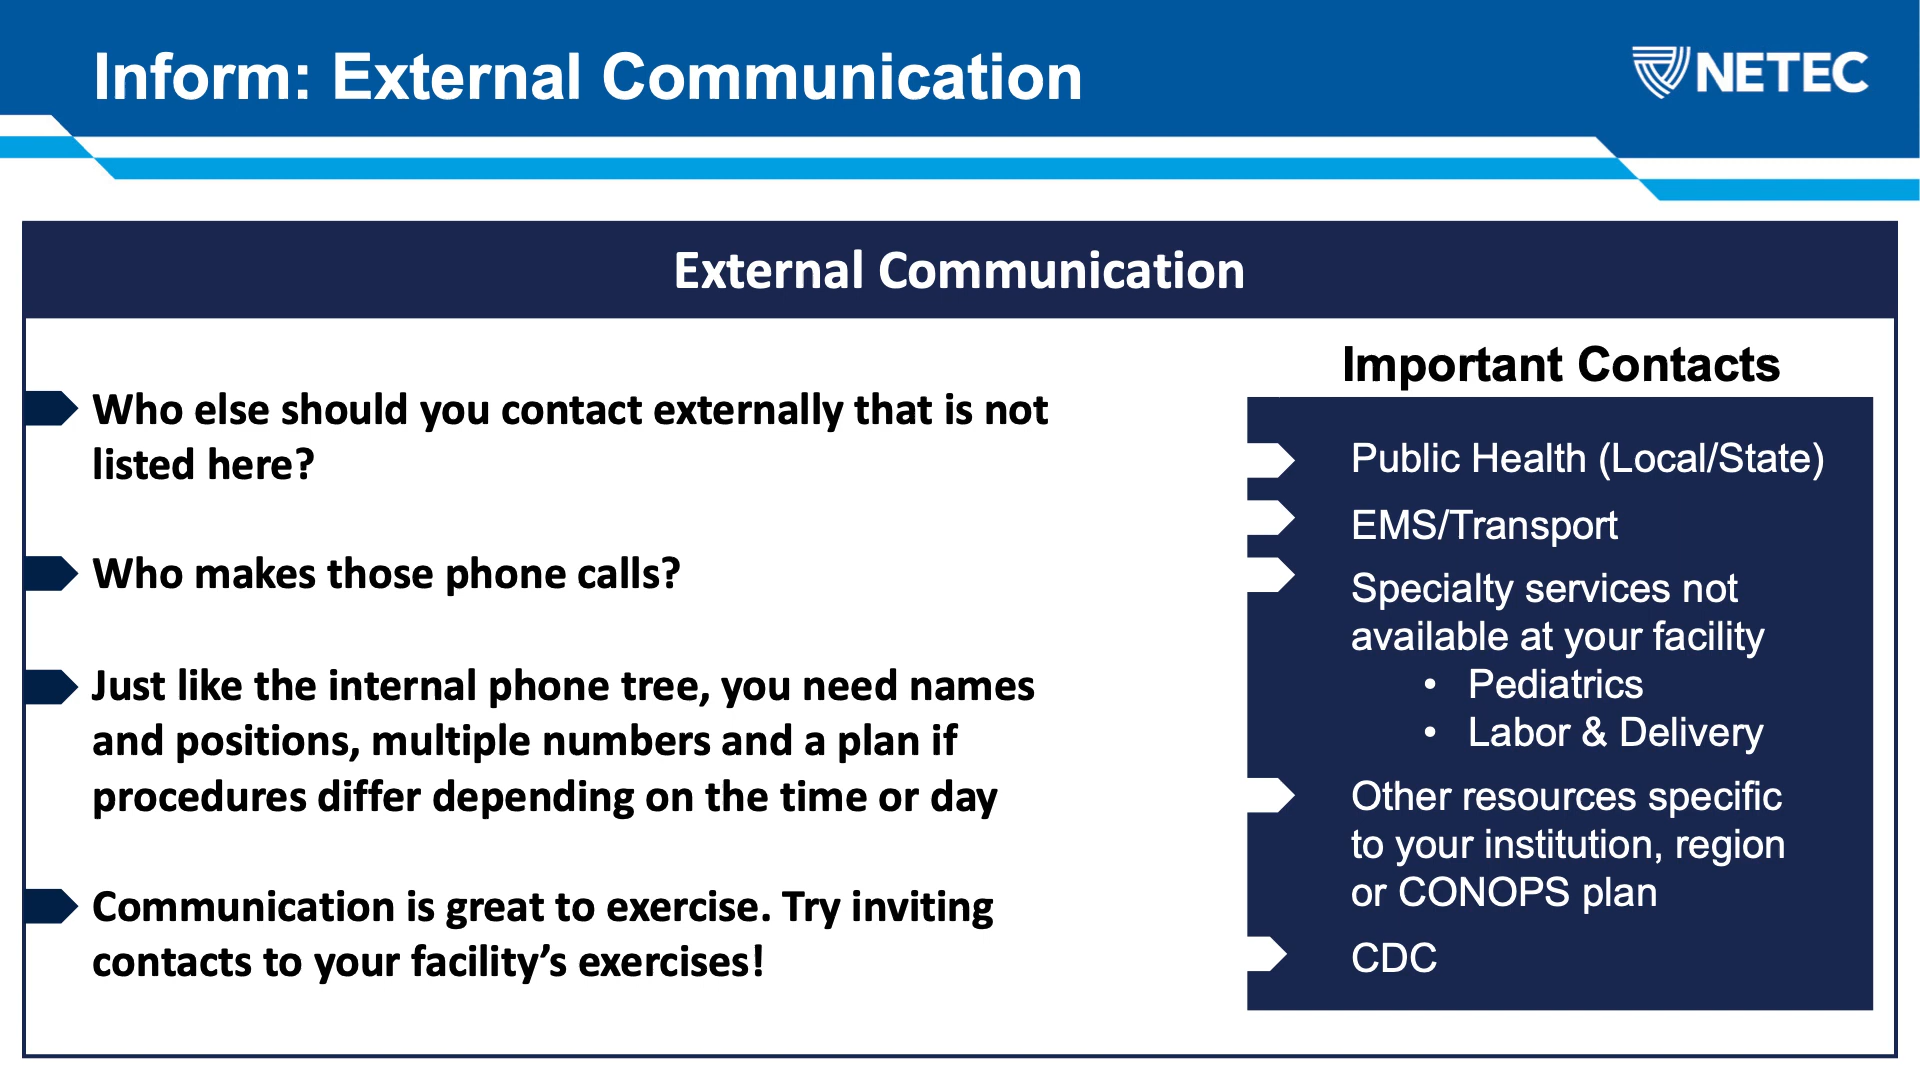 Inform: External Communication
NETEC
External Communication
Who else should you contact externally that is not
listed here?
Who makes those phone calls?
Just like the internal phone tree, you need names
and positions, multiple numbers and a plan if
procedures differ depending on the time or day
Communication is great to exercise. Try inviting
contacts to your facility’s exercises!
Important Contacts
Public Health (Local/State)
EMS/Transport
Specialty services not
available at your facility
• Pediatrics
• Labor & Delivery
Other resources specific
to your institution, region
or CONOPS plan
CDC